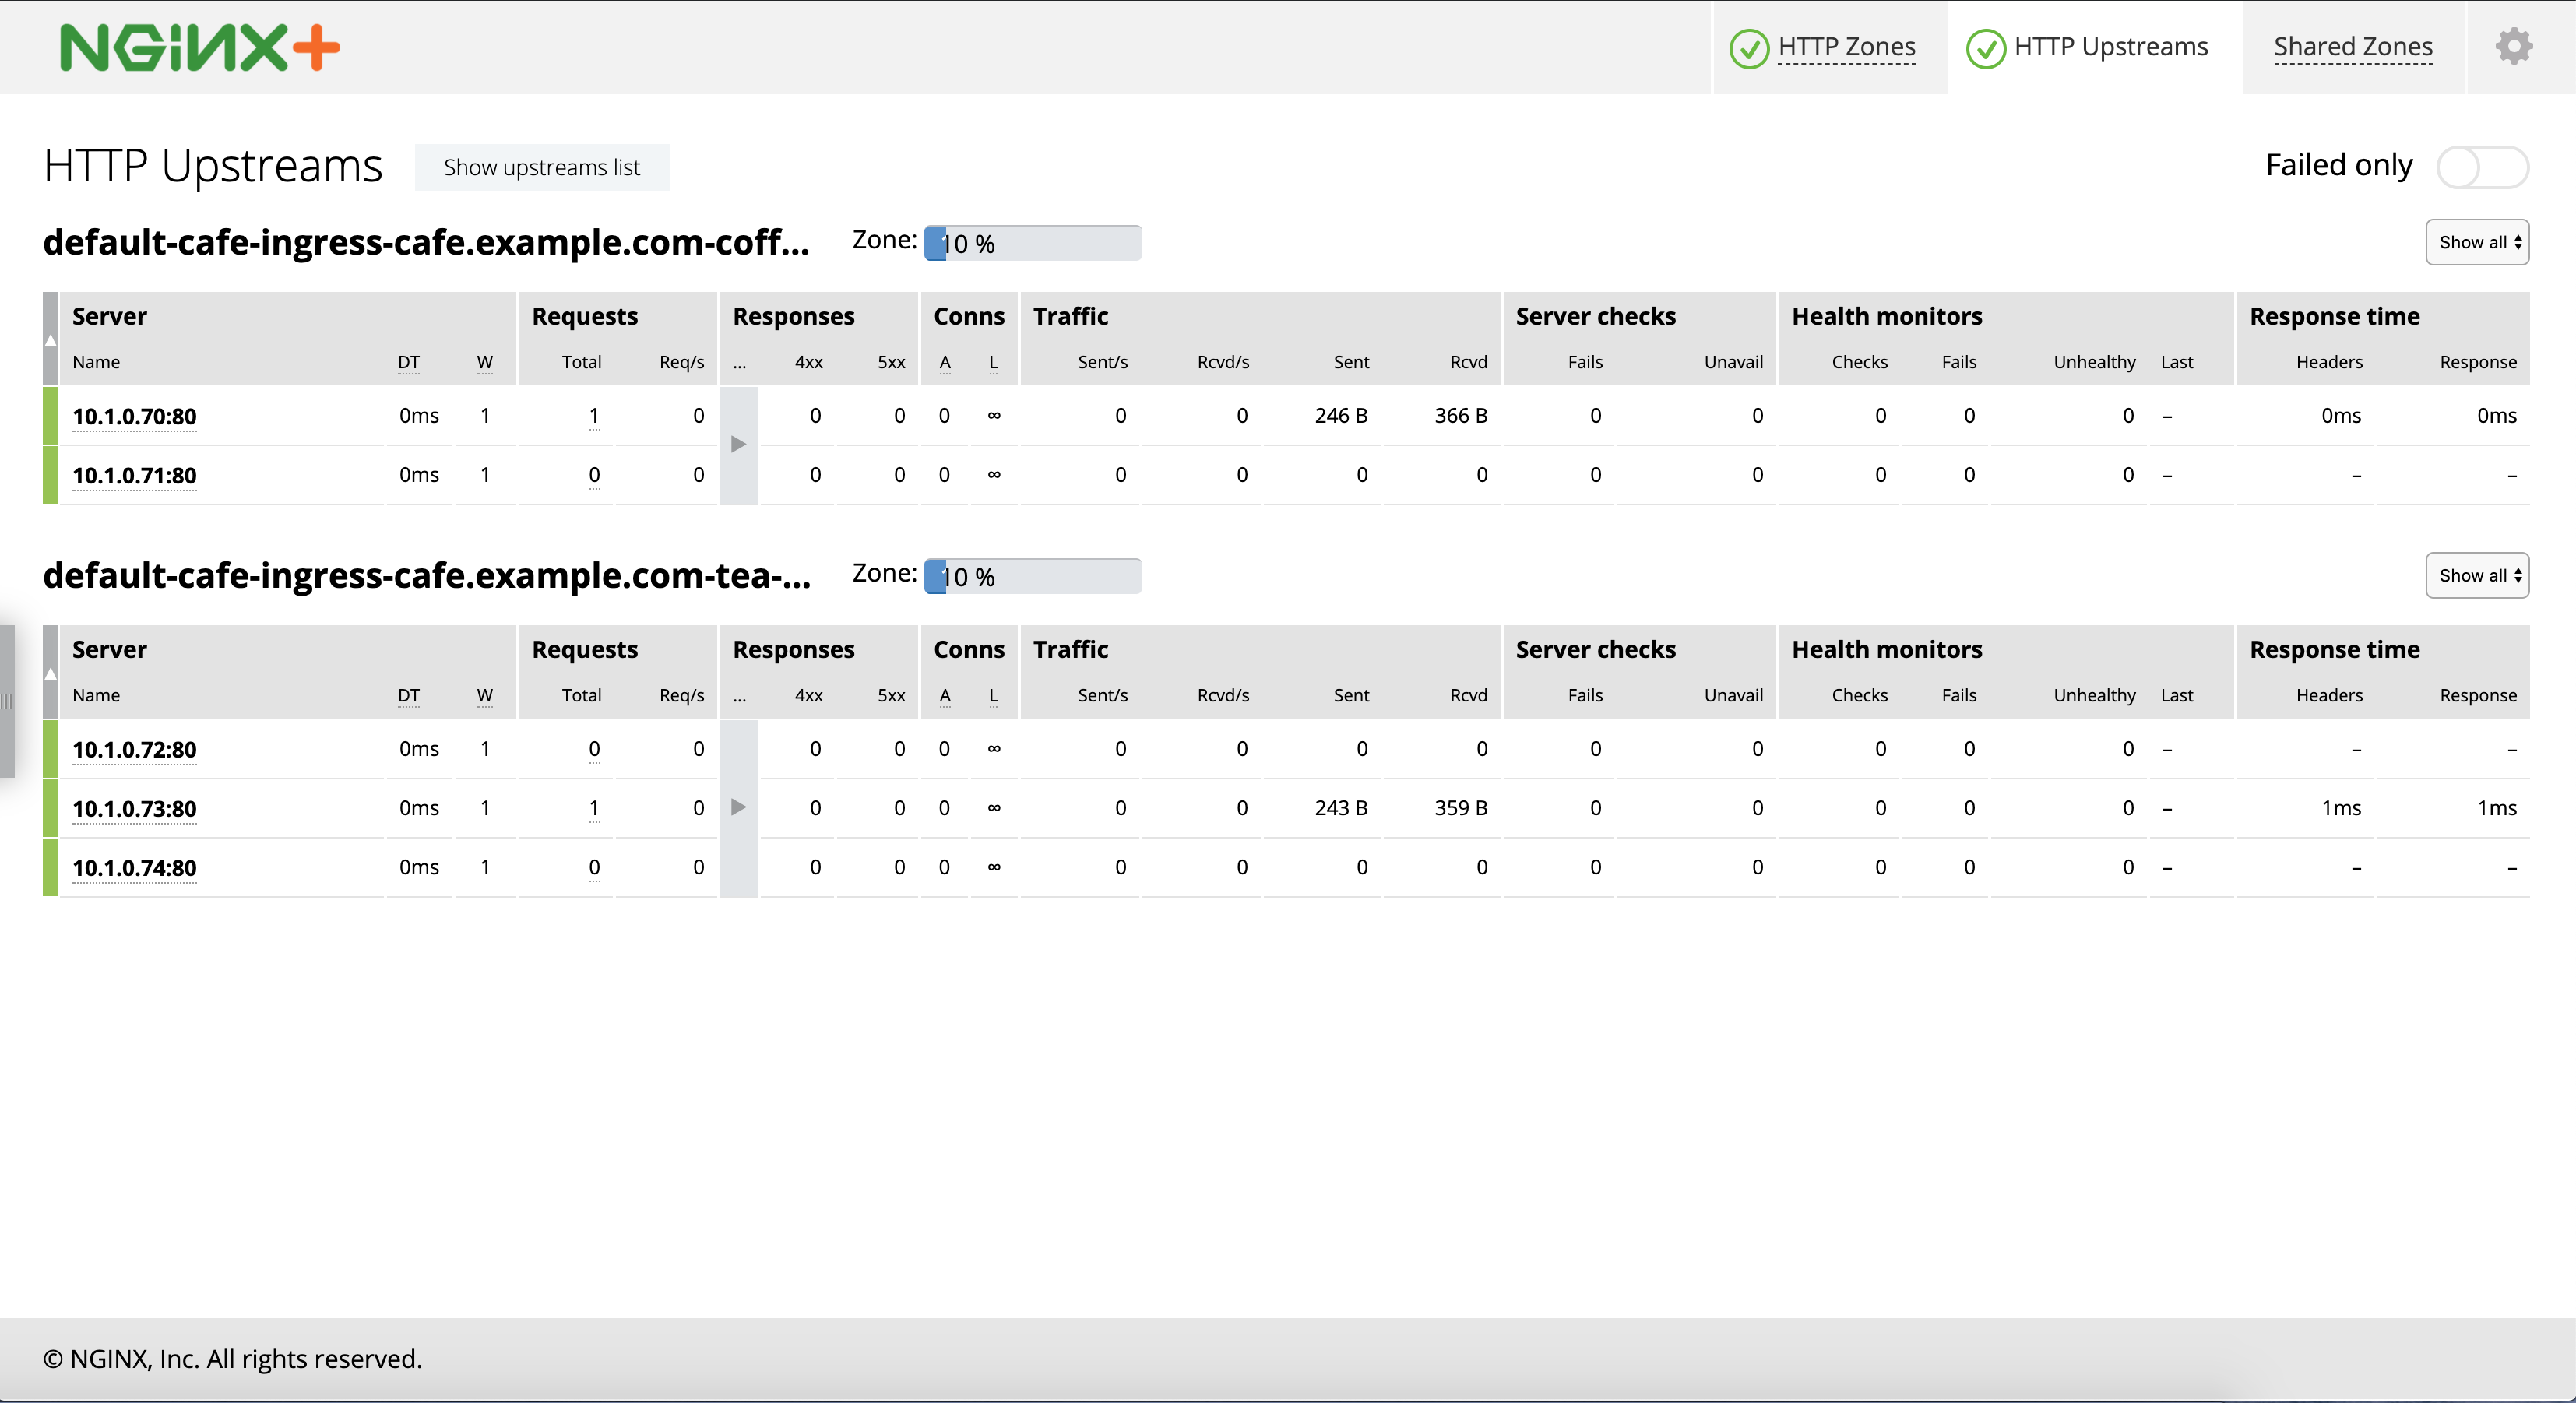 NGINX+ HTTP Zones HTTP Upstreams Shared Zones
HTTP Upstreams Show upstreams list Failed only
default-cafe-ingress-cafe.example.com-coff... Zone: 10 % Show all
Server Requests Responses Conns Traffic Server checks Health monitors Response time
Name DT W Total Req/s ... 4xx 5xx A L Sent/s Rcvd/s Sent Rcvd Fails Unavail Checks Fails Unhealthy Last Headers Response
10.1.0.70:80 0ms 1 1 0 0 0 0 ∞ 0 0 246 B 366 B 0 0 0 0 0 – 0ms 0ms
10.1.0.71:80 0ms 1 0 0 0 0 0 ∞ 0 0 0 0 0 0 0 0 0 – – –
default-cafe-ingress-cafe.example.com-tea-... Zone: 10 % Show all
Server Requests Responses Conns Traffic Server checks Health monitors Response time
Name DT W Total Req/s ... 4xx 5xx A L Sent/s Rcvd/s Sent Rcvd Fails Unavail Checks Fails Unhealthy Last Headers Response
10.1.0.72:80 0ms 1 0 0 0 0 0 ∞ 0 0 0 0 0 0 0 0 0 – – –
10.1.0.73:80 0ms 1 1 0 0 0 0 ∞ 0 0 243 B 359 B 0 0 0 0 0 – 1ms 1ms
10.1.0.74:80 0ms 1 0 0 0 0 0 ∞ 0 0 0 0 0 0 0 0 0 – – –
© NGINX, Inc. All rights reserved.